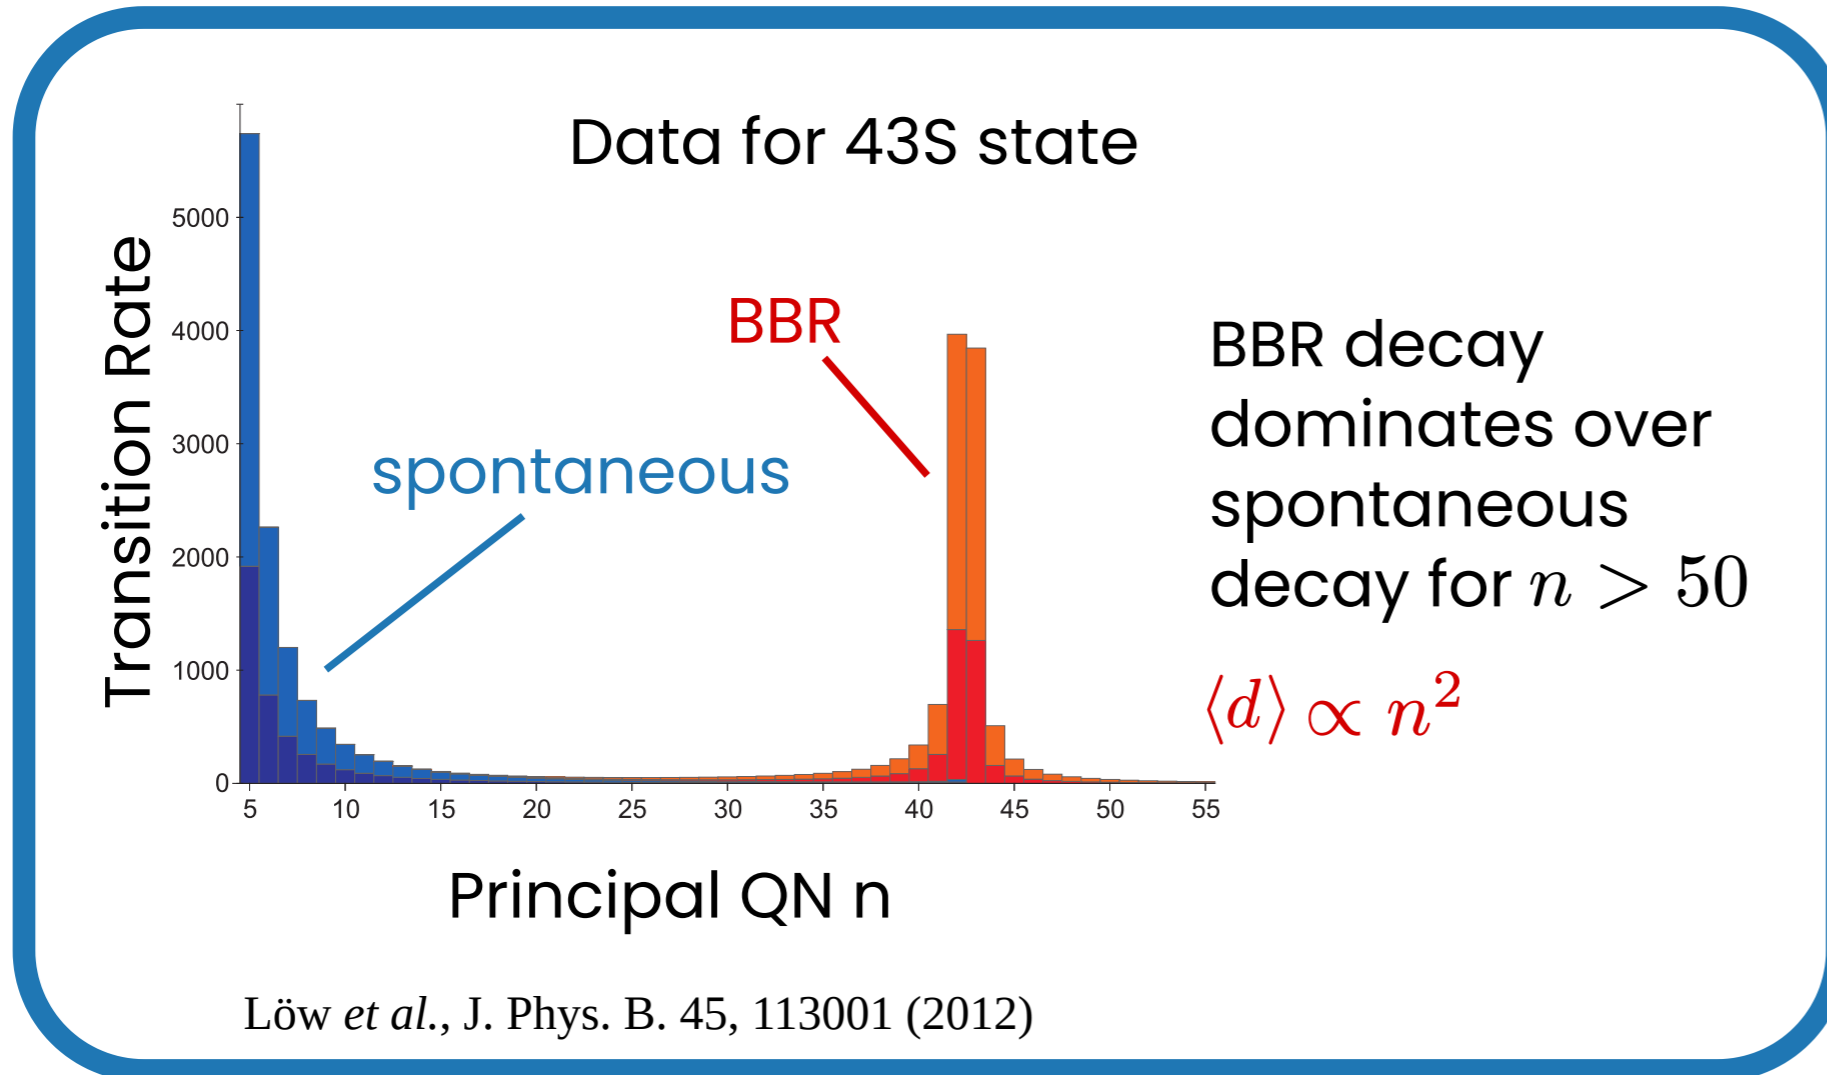 Data for 43S state
Transition Rate
5000
4000
3000
2000
1000
0
BBR
spontaneous
5 10 15 20 25 30 35 40 45 50 55
Principal QN n
BBR decay
dominates over
spontaneous
decay for n > 50
⟨d⟩ ∝ n²
Löw et al., J. Phys. B. 45, 113001 (2012)